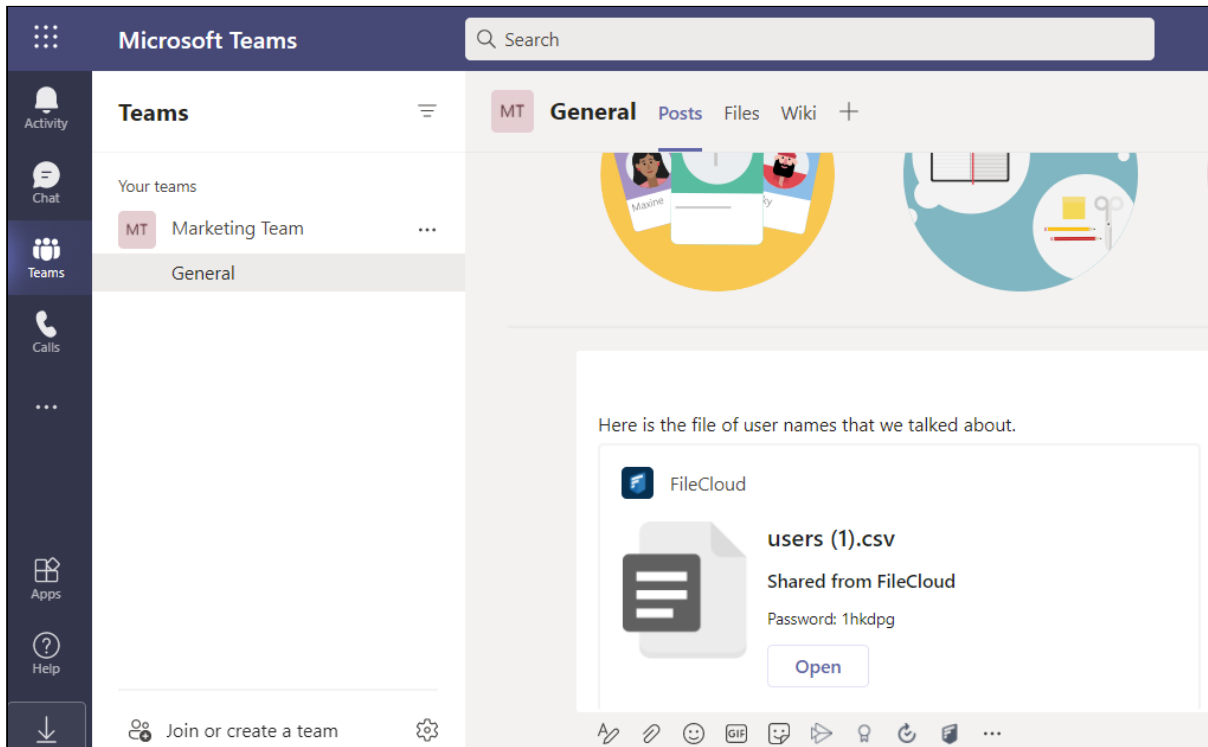 Microsoft Teams
Search
Activity
Chat
Teams
Calls
Apps
Help
Teams
Your teams
MT Marketing Team
General
Join or create a team
MT General Posts Files Wiki
Maxine
ky
Here is the file of user names that we talked about.
FileCloud
users (1).csv
Shared from FileCloud
Password: 1hkdpg
Open
GIF